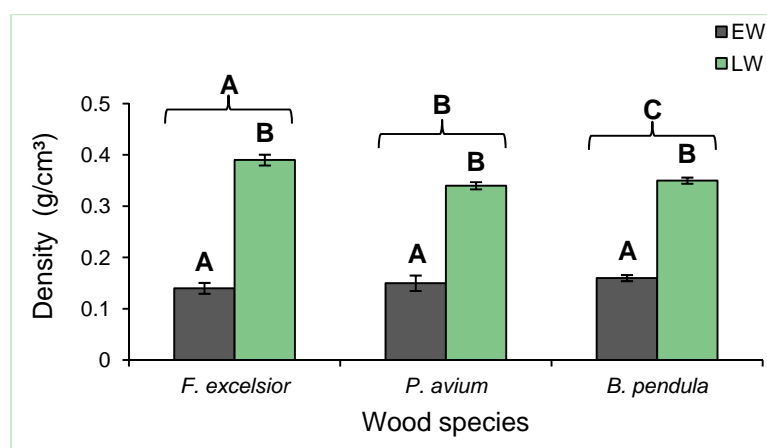 EW
LW
A
B
C
0.5
0.4
0.3
0.2
0.1
0
B
B
B
A
A
A
Density (g/cm³)
F. excelsior
P. avium
B. pendula
Wood species